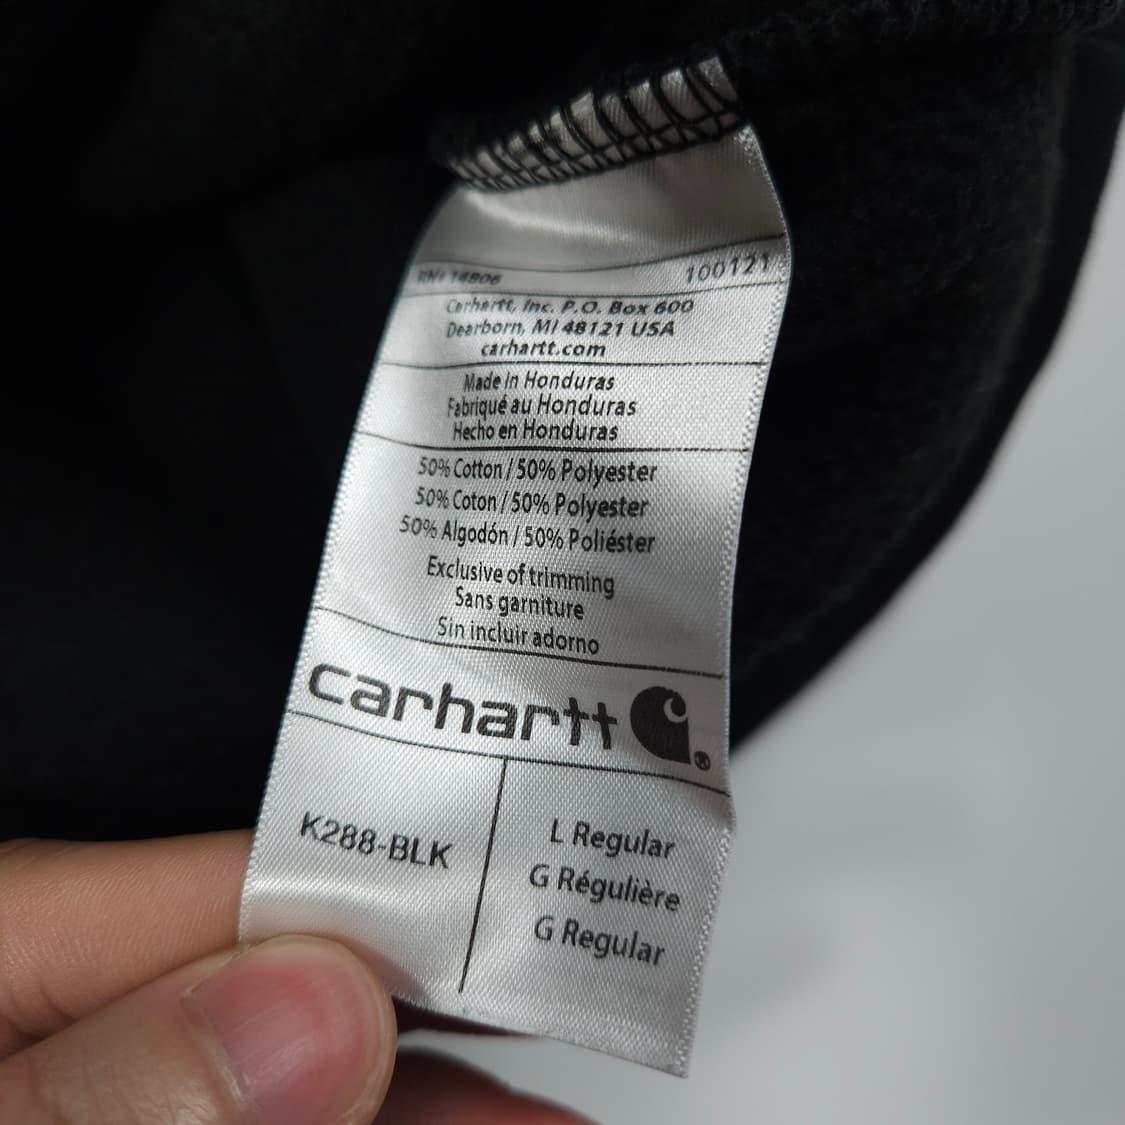 RN# 14806 100121
Carhartt, Inc. P.O. Box 600
Dearborn, MI 48121 USA
carhartt.com
Made in Honduras
Fabriqué au Honduras
Hecho en Honduras
50% Cotton / 50% Polyester
50% Coton / 50% Polyester
50% Algodón / 50% Poliéster
Exclusive of trimming
Sans garniture
Sin incluir adorno
carhartt ®
K288-BLK
L Regular
G Régulière
G Regular